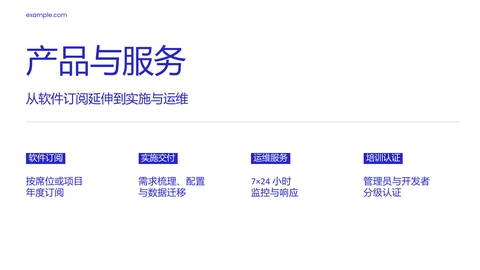 example.com
产品与服务
从软件订阅延伸到实施与运维
软件订阅
按席位或项目
年度订阅
实施交付
需求梳理、配置
与数据迁移
运维服务
7×24 小时
监控与响应
培训认证
管理员与开发者
分级认证